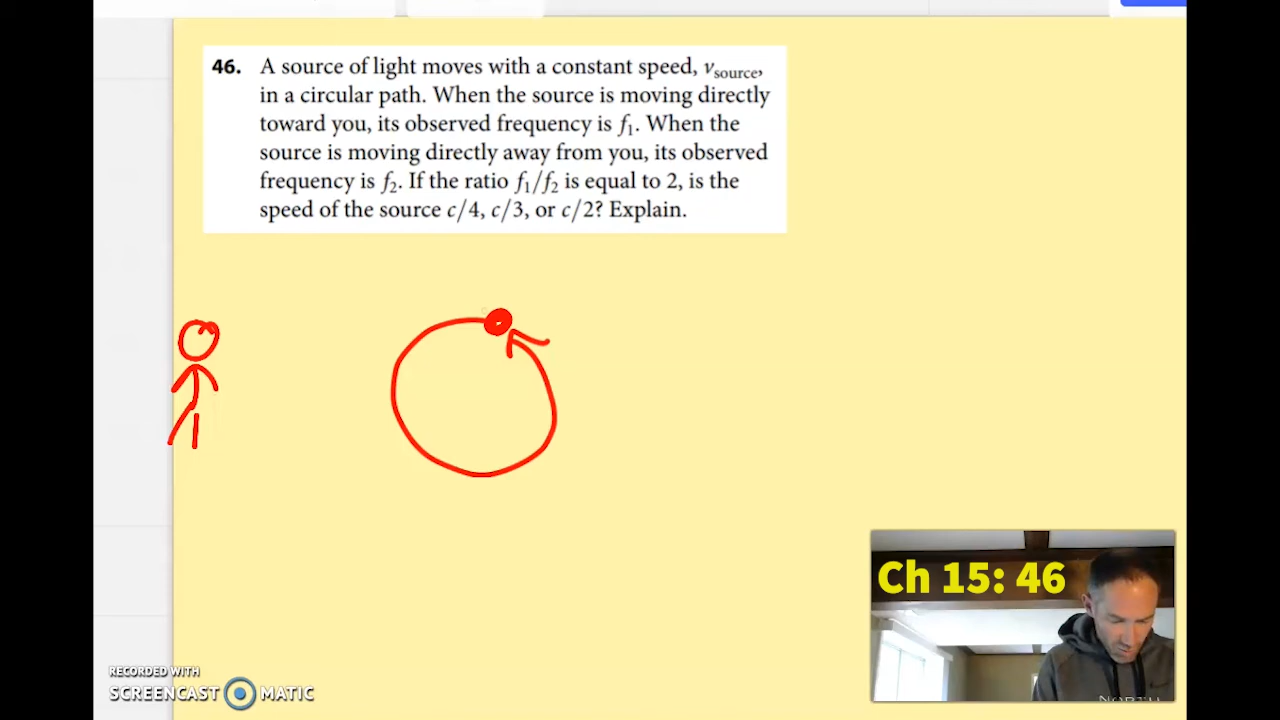 46. A source of light moves with a constant speed, v_source,
in a circular path. When the source is moving directly
toward you, its observed frequency is f₁. When the
source is moving directly away from you, its observed
frequency is f₂. If the ratio f₁/f₂ is equal to 2, is the
speed of the source c/4, c/3, or c/2? Explain.
Ch 15: 46
NORTH
RECORDED WITH
SCREENCAST MATIC